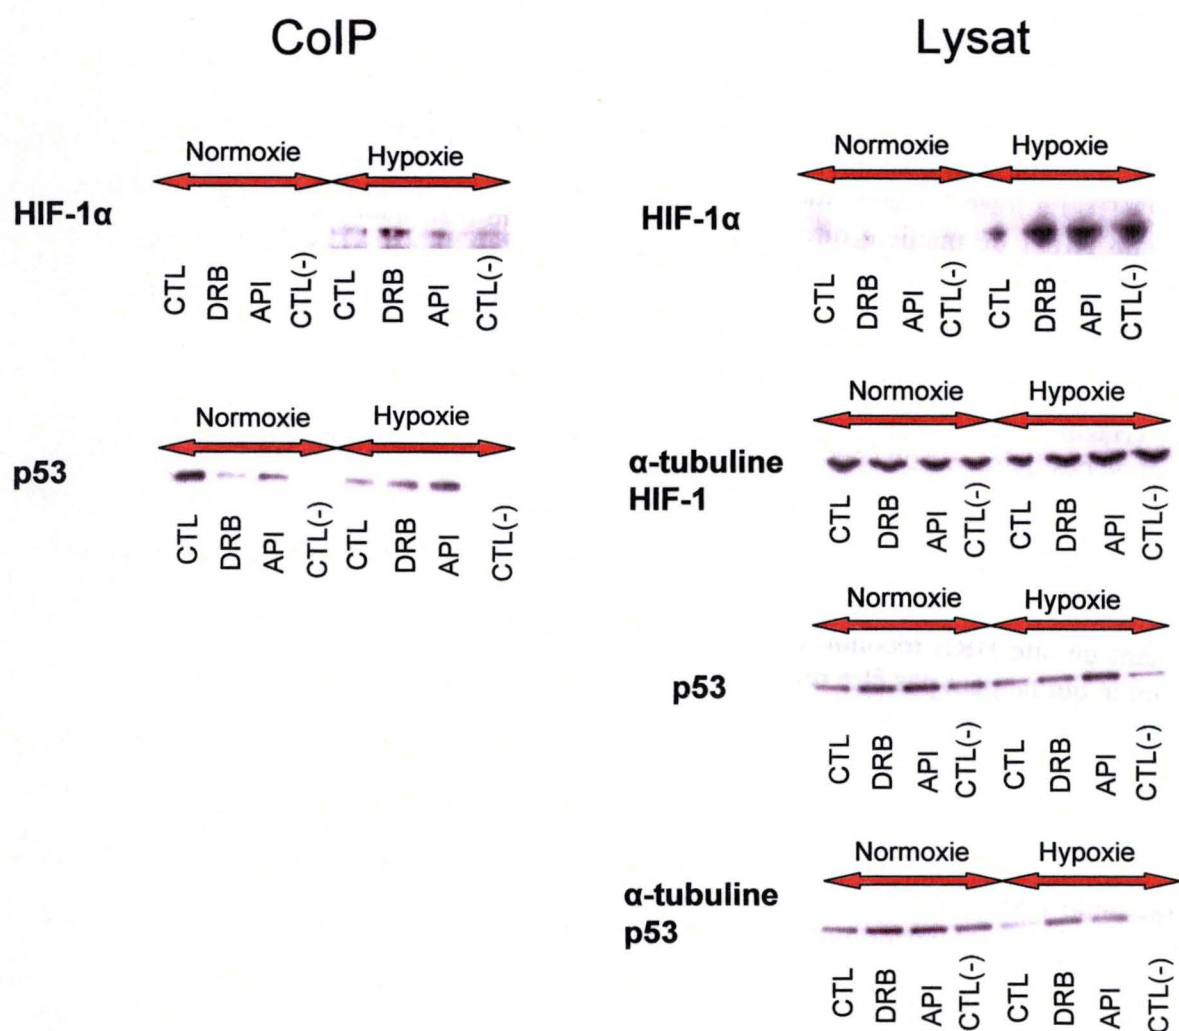 CoIP
Normoxie Hypoxie
HIF-1α
CTL DRB API CTL(-) CTL DRB API CTL(-)
Normoxie Hypoxie
p53
CTL DRB API CTL(-) CTL DRB API CTL(-)
Lysat
Normoxie Hypoxie
HIF-1α
CTL DRB API CTL(-) CTL DRB API CTL(-)
Normoxie Hypoxie
α-tubuline
HIF-1
CTL DRB API CTL(-) CTL DRB API CTL(-)
Normoxie Hypoxie
p53
CTL DRB API CTL(-) CTL DRB API CTL(-)
Normoxie Hypoxie
α-tubuline
p53
CTL DRB API CTL(-) CTL DRB API CTL(-)